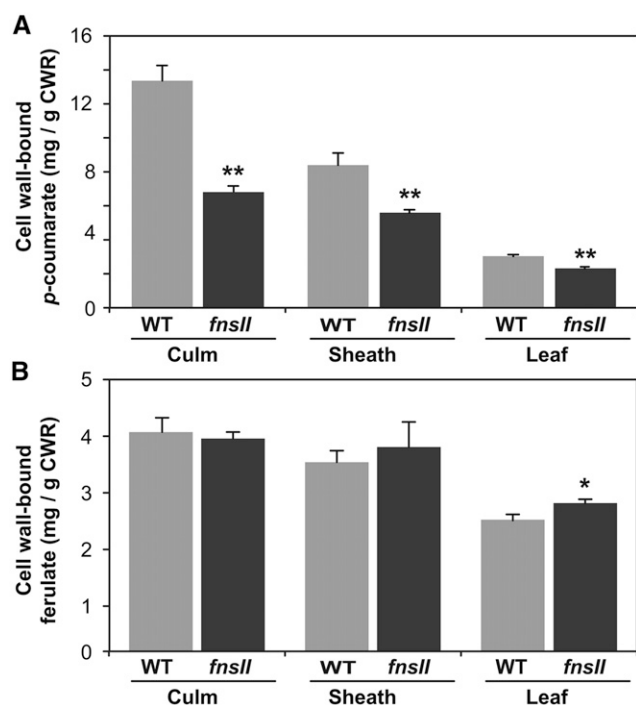 A
Cell wall-bound
p-coumarate (mg / g CWR)
16
12
8
4
0
**
**
**
WT fnsII WT fnsII WT fnsII
Culm Sheath Leaf
B
Cell wall-bound
ferulate (mg / g CWR)
5
4
3
2
1
0
*
WT fnsII WT fnsII WT fnsII
Culm Sheath Leaf